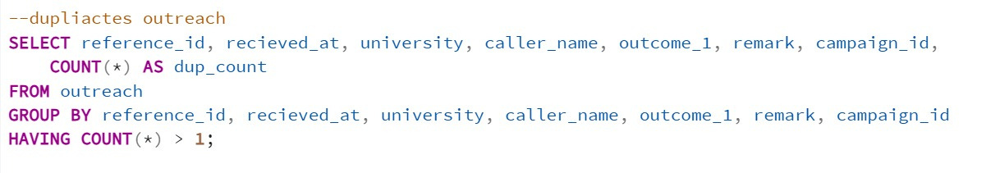 --dupliactes outreach
SELECT reference_id, recieved_at, university, caller_name, outcome_1, remark, campaign_id,
    COUNT(*) AS dup_count
FROM outreach
GROUP BY reference_id, recieved_at, university, caller_name, outcome_1, remark, campaign_id
HAVING COUNT(*) > 1;